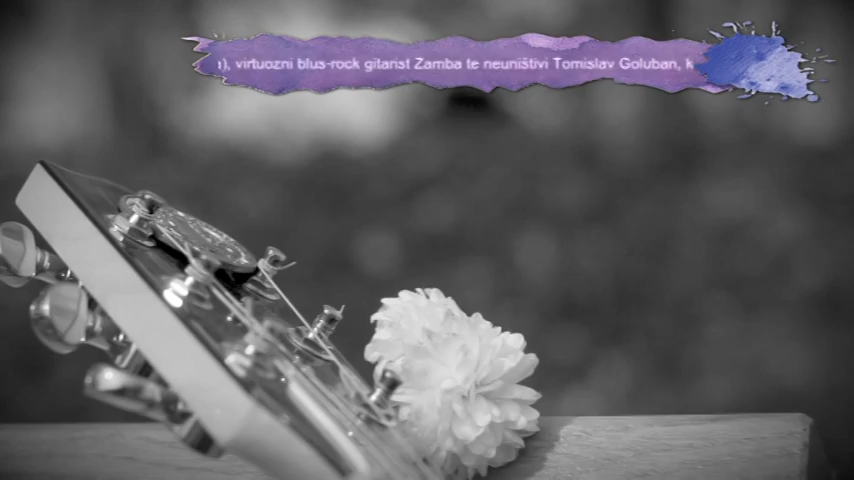 ), virtuozni blus-rock gitarist Zamba te neuništivi Tomislav Goluban, k